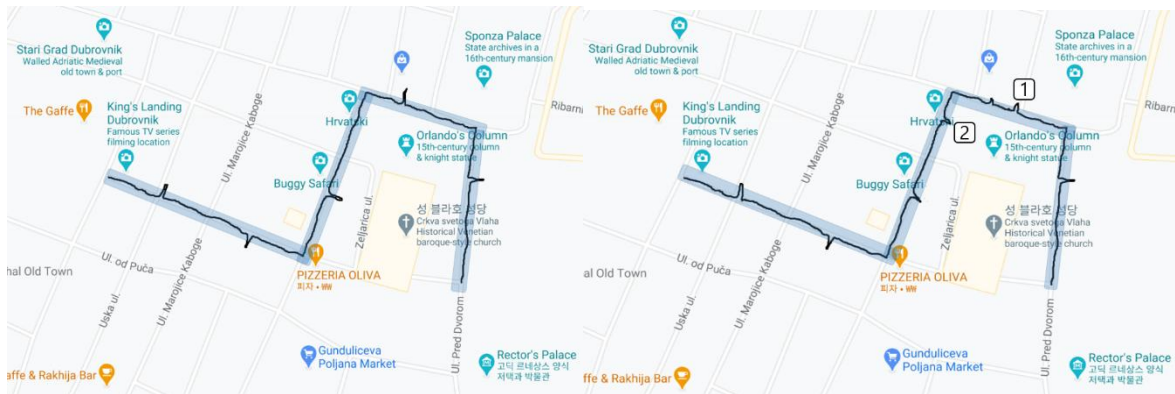 Stari Grad Dubrovnik
Walled Adriatic Medieval
old town & port
Sponza Palace
State archives in a
16th-century mansion
The Gaffe
King's Landing
Dubrovnik
Famous TV series
filming location
Ribarna
Hrvatski
Orlando's Column
15th-century column
& knight statue
Ul. Marojice Kaboge
Buggy Safari
Zeljarica ul.
성 블라호 성당
Crkva svetoga Vlaha
Historical Venetian
baroque-style church
hal Old Town
Ul. od Puča
PIZZERIA OLIVA
피자 • ₩₩
Uska ul.
Ul. Marojice Kaboge
Ul. Pred Dvorom
Gunduliceva
Poljana Market
Rector's Palace
고딕 르네상스 양식
저택과 박물관
affe & Rakhija Bar
Stari Grad Dubrovnik
Walled Adriatic Medieval
old town & port
Sponza Palace
State archives in a
16th-century mansion
1
The Gaffe
King's Landing
Dubrovnik
Famous TV series
filming location
Ribarna
Hrvatski
2
Orlando's Column
15th-century column
& knight statue
Ul. Marojice Kaboge
Buggy Safari
Zeljarica ul.
성 블라호 성당
Crkva svetoga Vlaha
Historical Venetian
baroque-style church
hal Old Town
Ul. od Puča
PIZZERIA OLIVA
피자 • ₩₩
Uska ul.
Ul. Marojice Kaboge
Ul. Pred Dvorom
Gunduliceva
Poljana Market
Rector's Palace
고딕 르네상스 양식
저택과 박물관
ffe & Rakhija Bar